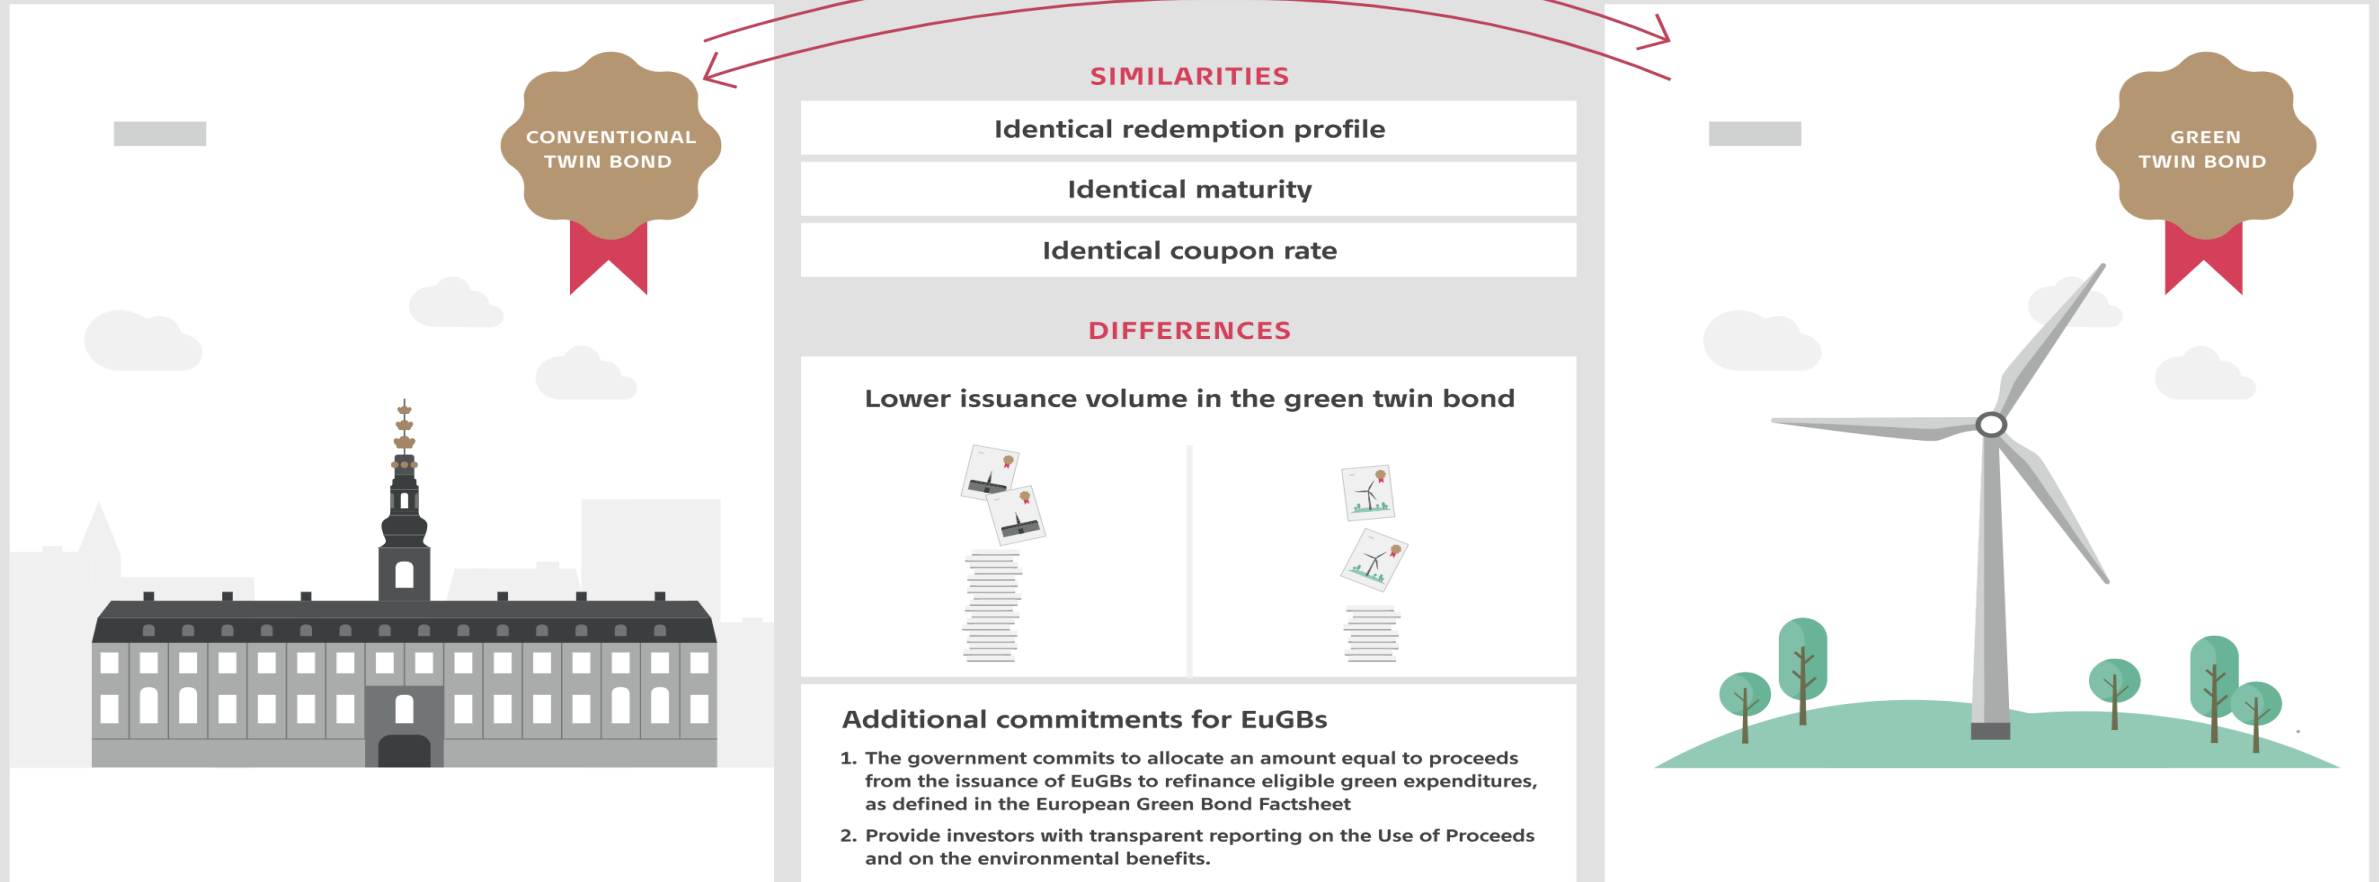 CONVENTIONAL
TWIN BOND
SIMILARITIES
Identical redemption profile
Identical maturity
Identical coupon rate
DIFFERENCES
Lower issuance volume in the green twin bond
Additional commitments for EuGBs
1. The government commits to allocate an amount equal to proceeds
from the issuance of EuGBs to refinance eligible green expenditures,
as defined in the European Green Bond Factsheet
2. Provide investors with transparent reporting on the Use of Proceeds
and on the environmental benefits.
GREEN
TWIN BOND